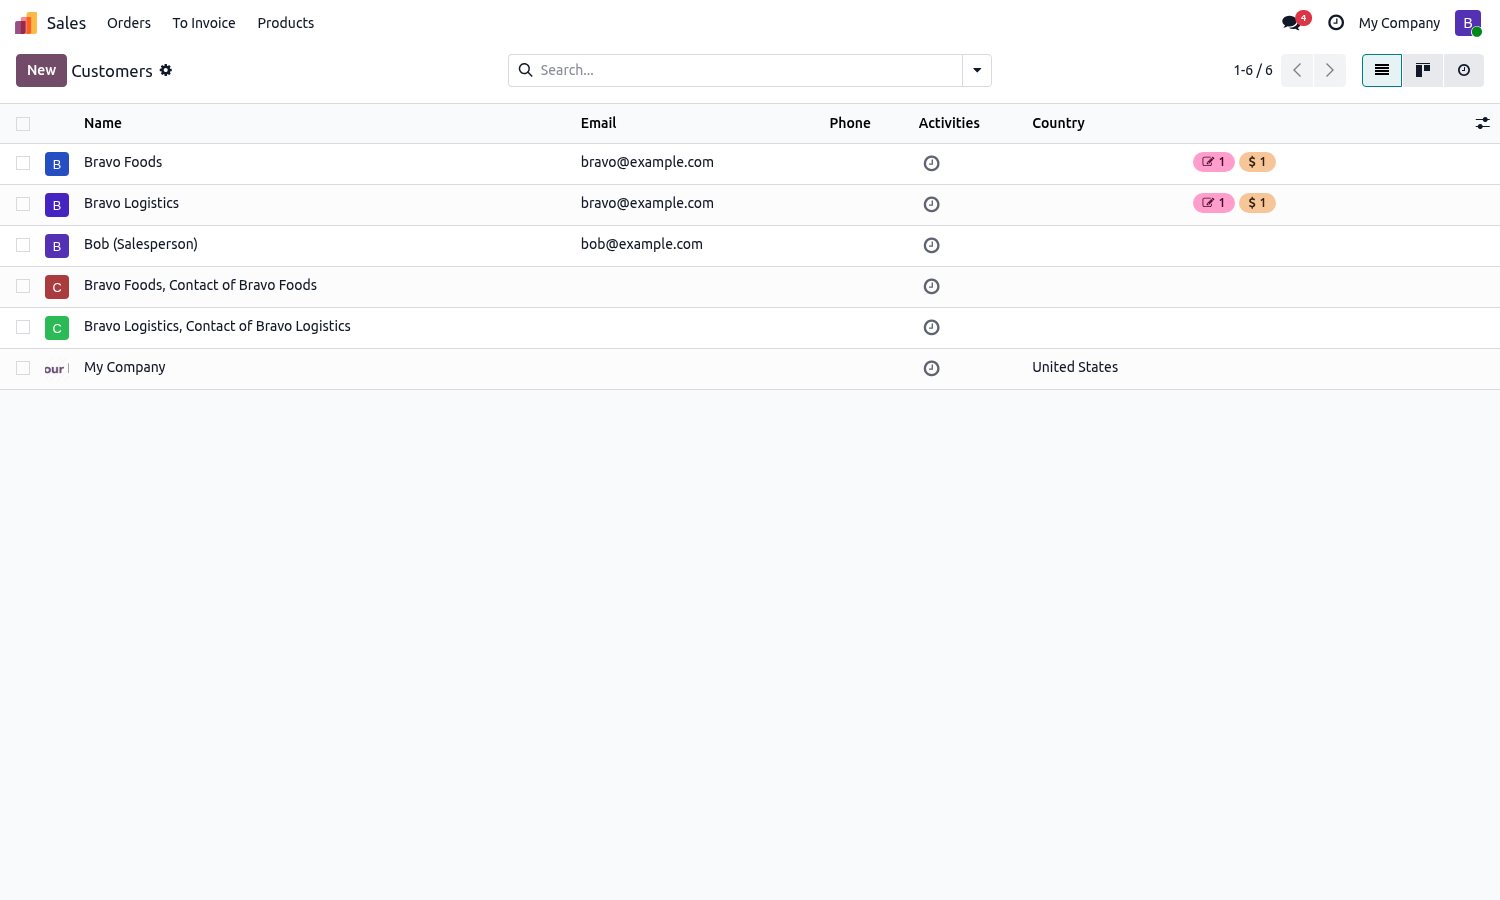 Sales Orders To Invoice Products 4 My Company B
New Customers Search... 1-6 / 6
Name Email Phone Activities Country
B Bravo Foods bravo@example.com 1 $ 1
B Bravo Logistics bravo@example.com 1 $ 1
B Bob (Salesperson) bob@example.com
C Bravo Foods, Contact of Bravo Foods
C Bravo Logistics, Contact of Bravo Logistics
our My Company United States